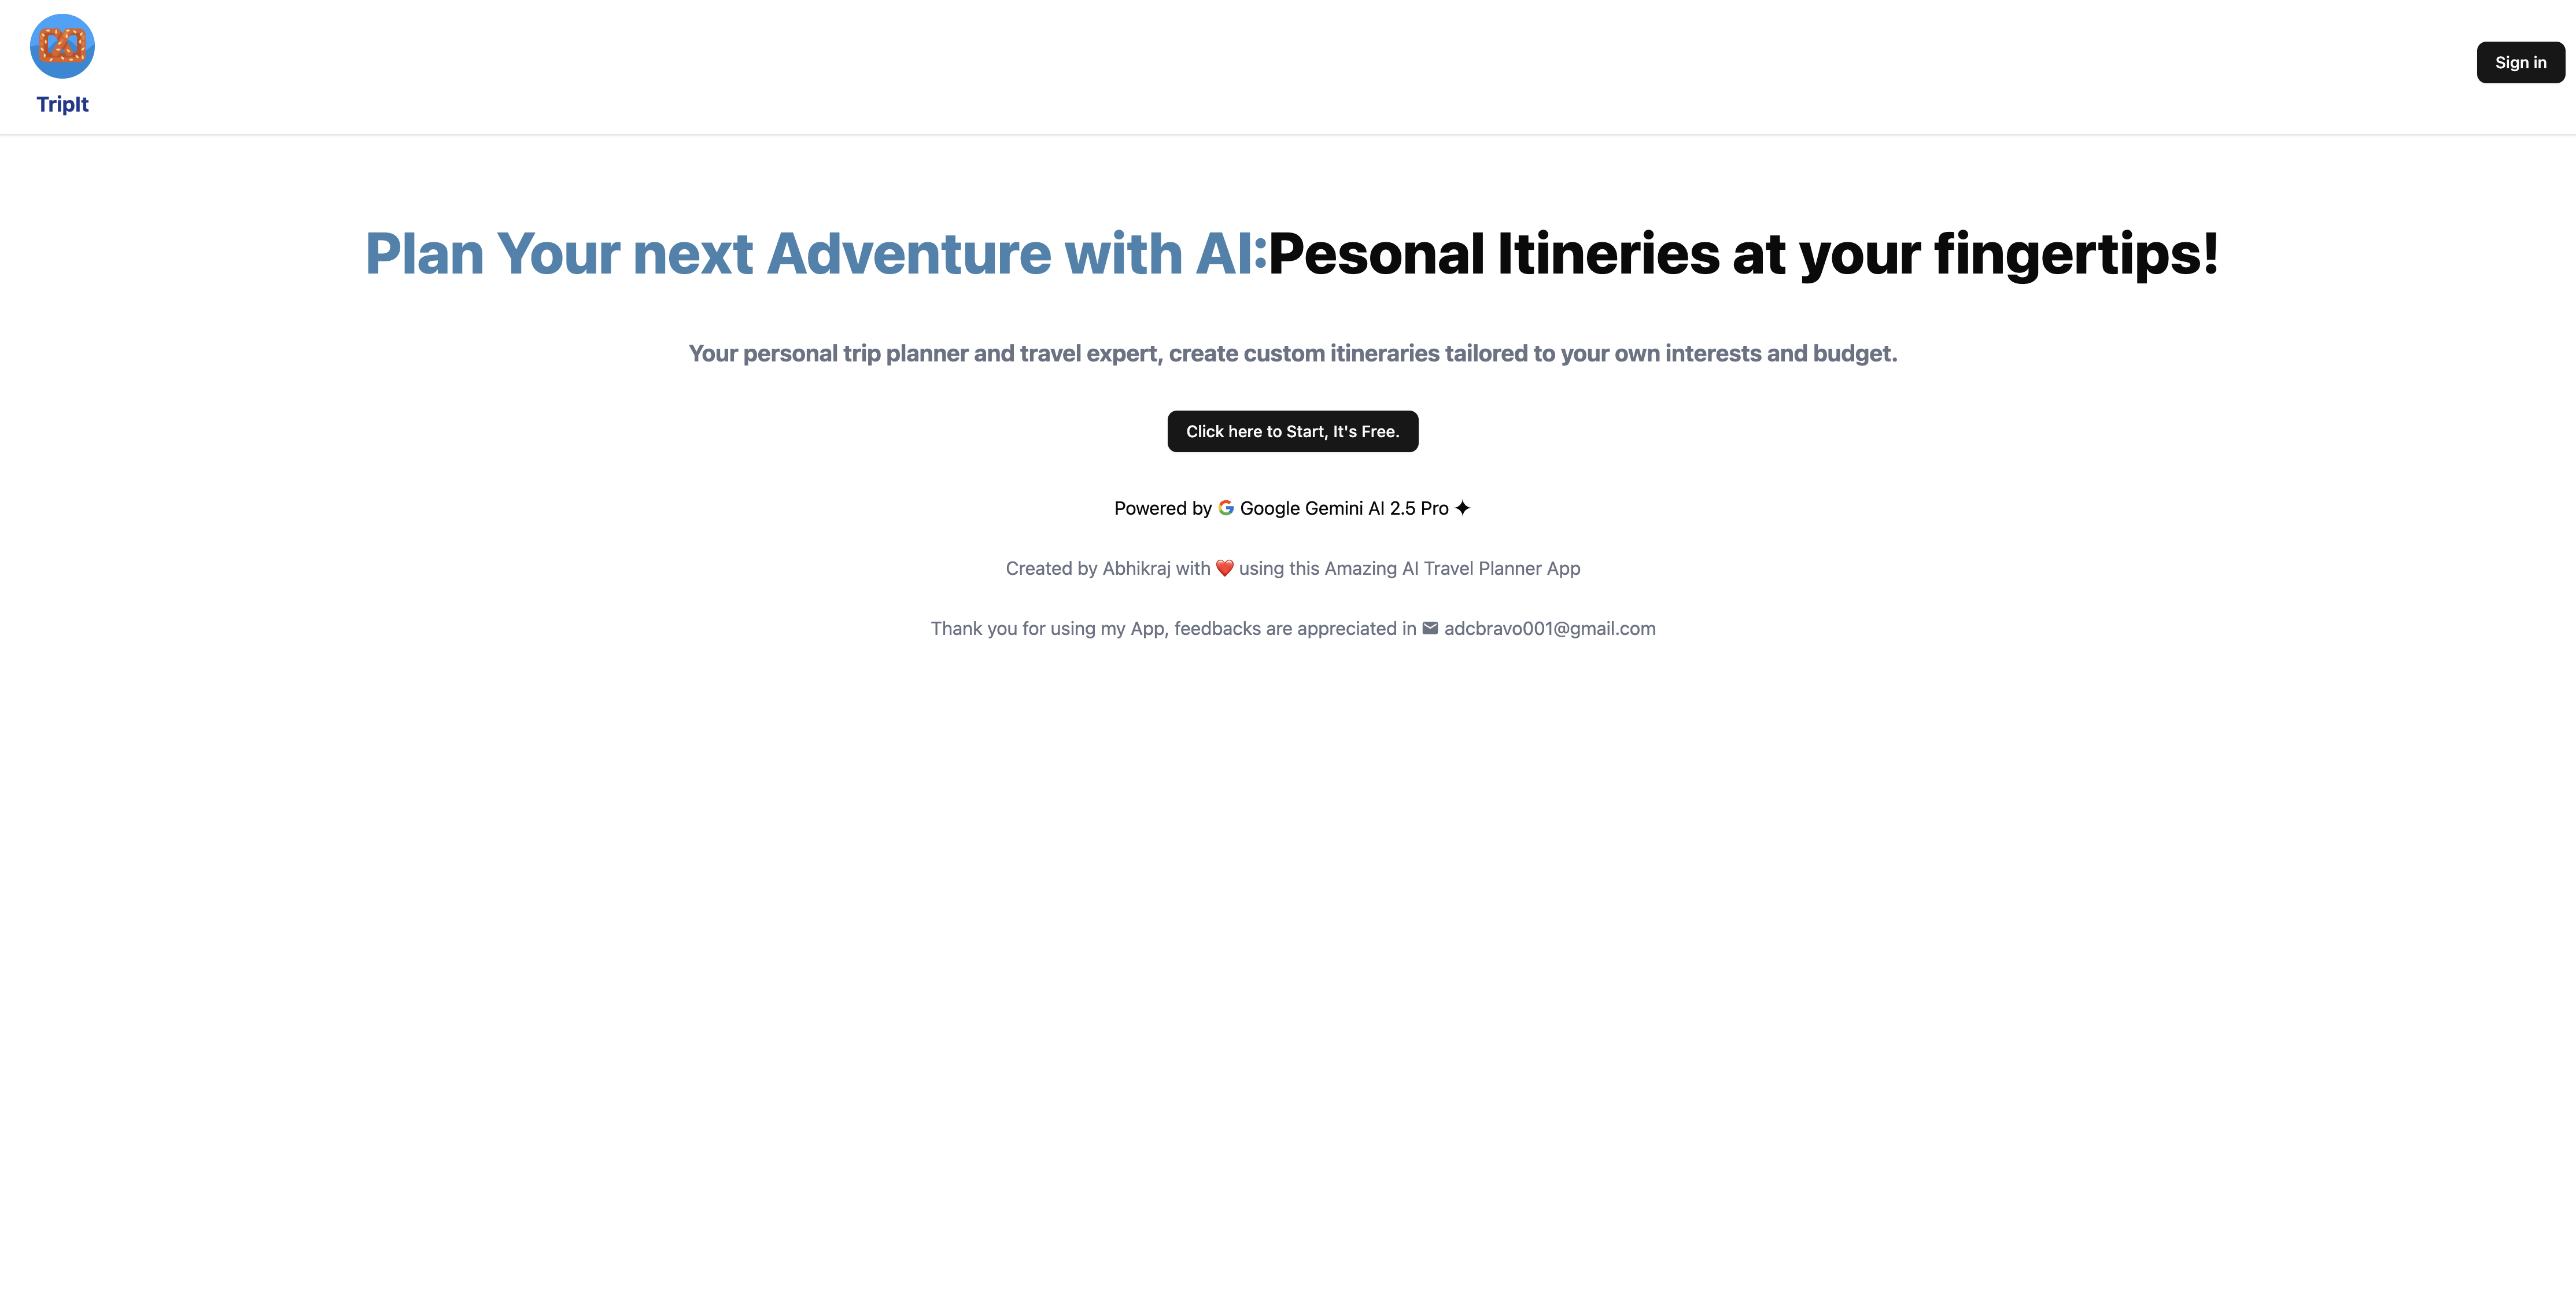 TripIt
Sign in
Plan Your next Adventure with AI:Pesonal Itineries at your fingertips!
Your personal trip planner and travel expert, create custom itineraries tailored to your own interests and budget.
Click here to Start, It's Free.
Powered by Google Gemini AI 2.5 Pro ✦
Created by Abhikraj with ❤️ using this Amazing AI Travel Planner App
Thank you for using my App, feedbacks are appreciated in adcbravo001@gmail.com